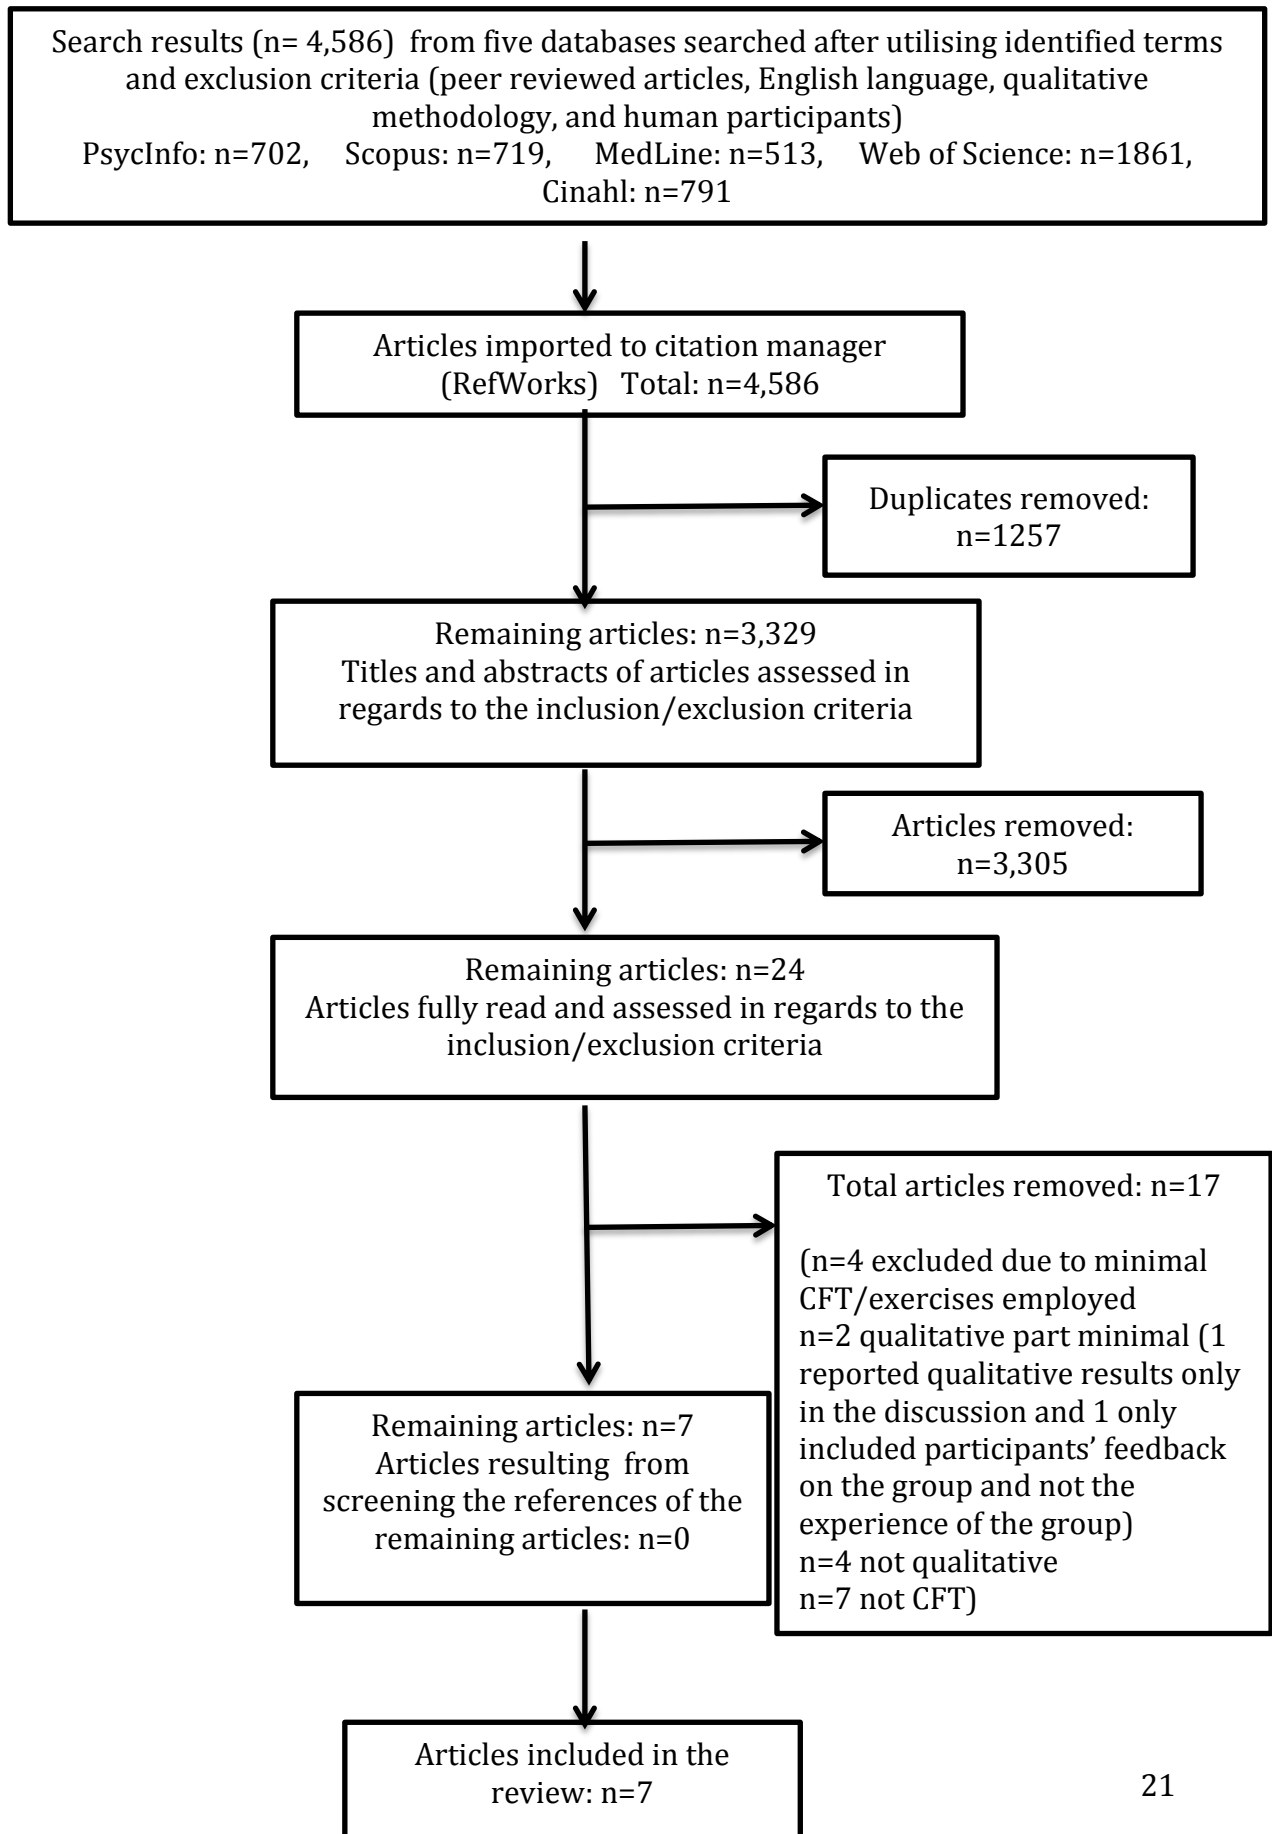 Search results (n= 4,586) from five databases searched after utilising identified terms
and exclusion criteria (peer reviewed articles, English language, qualitative
methodology, and human participants)
PsycInfo: n=702, Scopus: n=719, MedLine: n=513, Web of Science: n=1861,
Cinahl: n=791
Articles imported to citation manager
(RefWorks) Total: n=4,586
Duplicates removed:
n=1257
Remaining articles: n=3,329
Titles and abstracts of articles assessed in
regards to the inclusion/exclusion criteria
Articles removed:
n=3,305
Remaining articles: n=24
Articles fully read and assessed in regards to the
inclusion/exclusion criteria
Total articles removed: n=17
(n=4 excluded due to minimal
CFT/exercises employed
n=2 qualitative part minimal (1
reported qualitative results only
in the discussion and 1 only
included participants’ feedback
on the group and not the
experience of the group)
n=4 not qualitative
n=7 not CFT)
Remaining articles: n=7
Articles resulting from
screening the references of the
remaining articles: n=0
Articles included in the
review: n=7
21